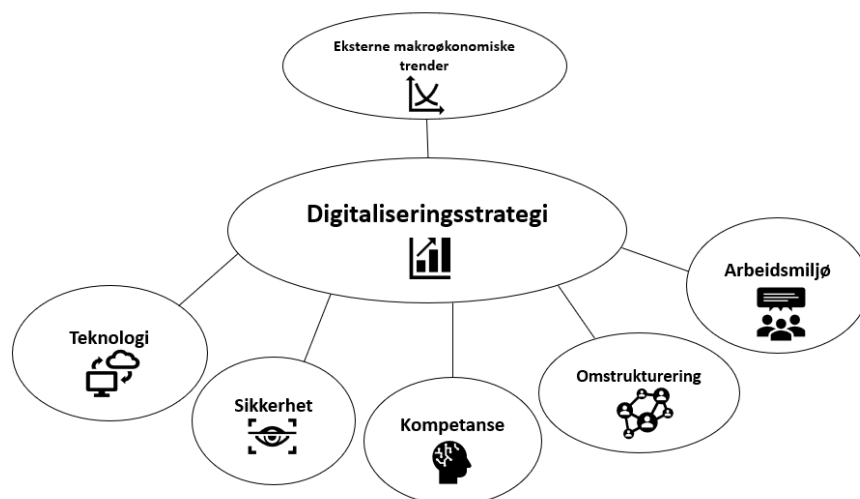 Eksterne makroøkonomiske
trender
Digitaliseringsstrategi
Arbeidsmiljø
Teknologi
Omstrukturering
Sikkerhet
Kompetanse